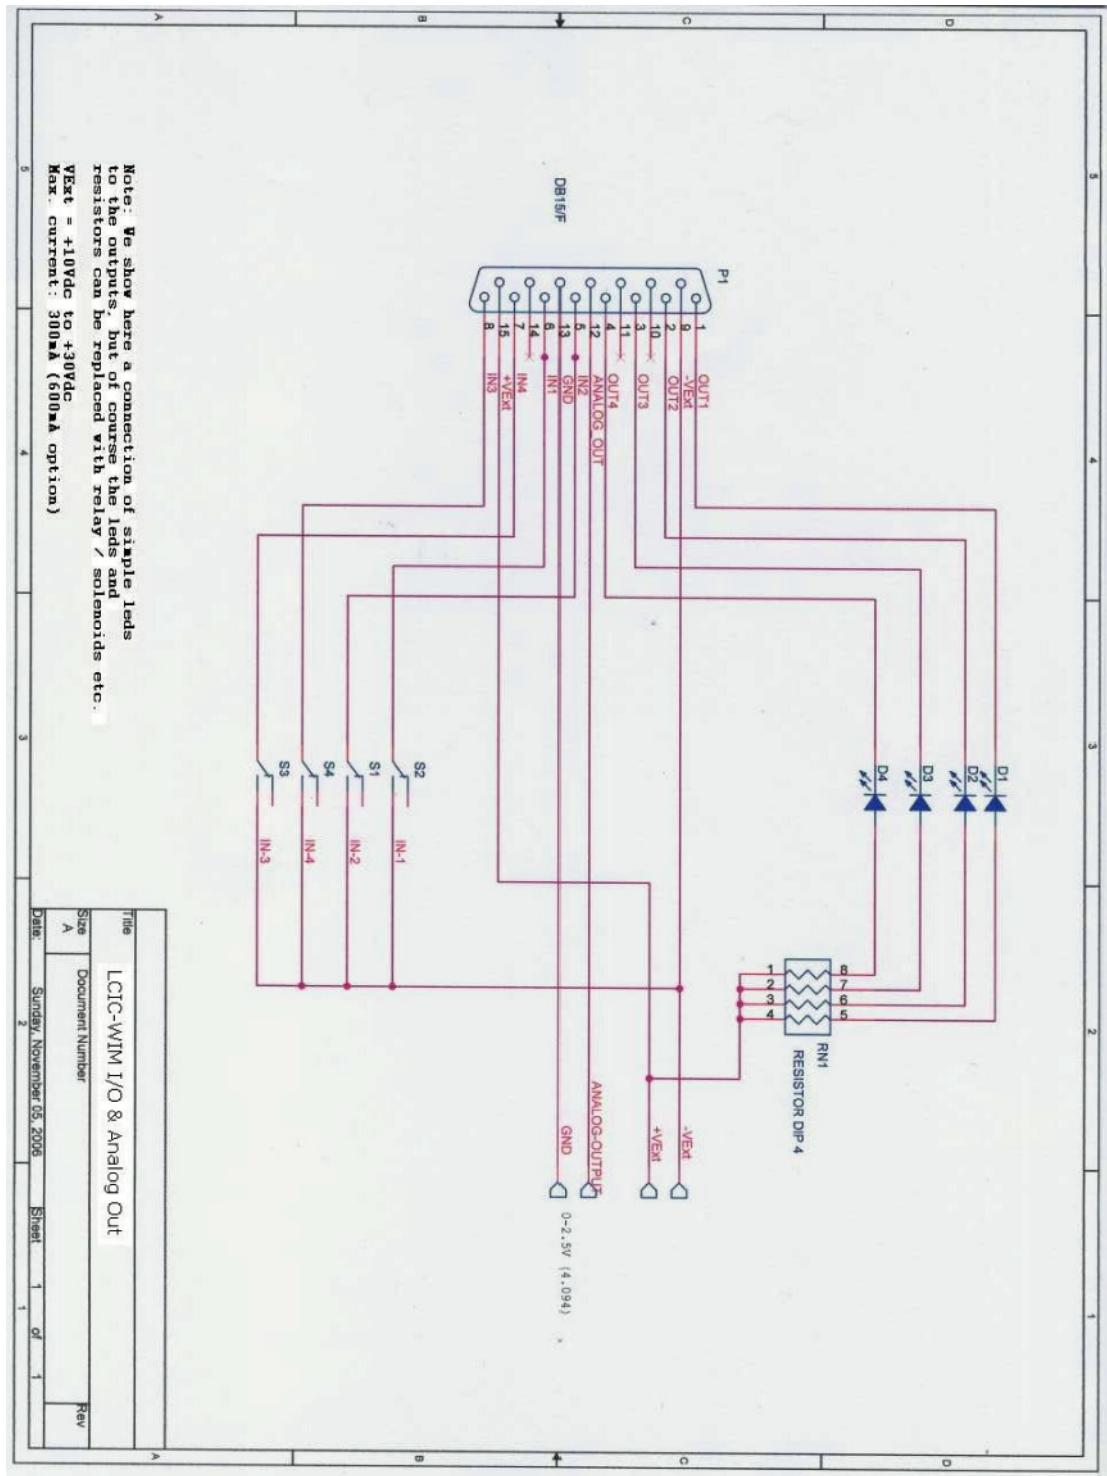 5 4 3 2 1
D D
D1
D2
D3
D4
RN1
RESISTOR DIP 4
8 7 6 5
1 2 3 4
C C
P1
DB15/F
1 OUT1
9 -VExt
2 OUT2
10
3 OUT3
11
4 OUT4
12 ANALOG_OUT
5 IN2
13 GND
6 IN1
14
7 IN4
15 +VExt
8 IN3
-VExt
+VExt
ANALOG-OUTPUT
GND
0-2.5V (4.094)
B B
S2 IN-1
S1 IN-2
S4 IN-4
S3 IN-3
A A
Note: We show here a connection of simple leds
to the outputs, but of course the leds and
resistors can be replaced with relay / solenoids etc.
VExt = +10Vdc to +30Vdc
Max. current: 300mA (600mA option)
Title
LCIC-WIM I/O & Analog Out
Size Document Number Rev
A
Date: Sunday, November 05, 2006 Sheet 1 of 1
5 4 3 2 1